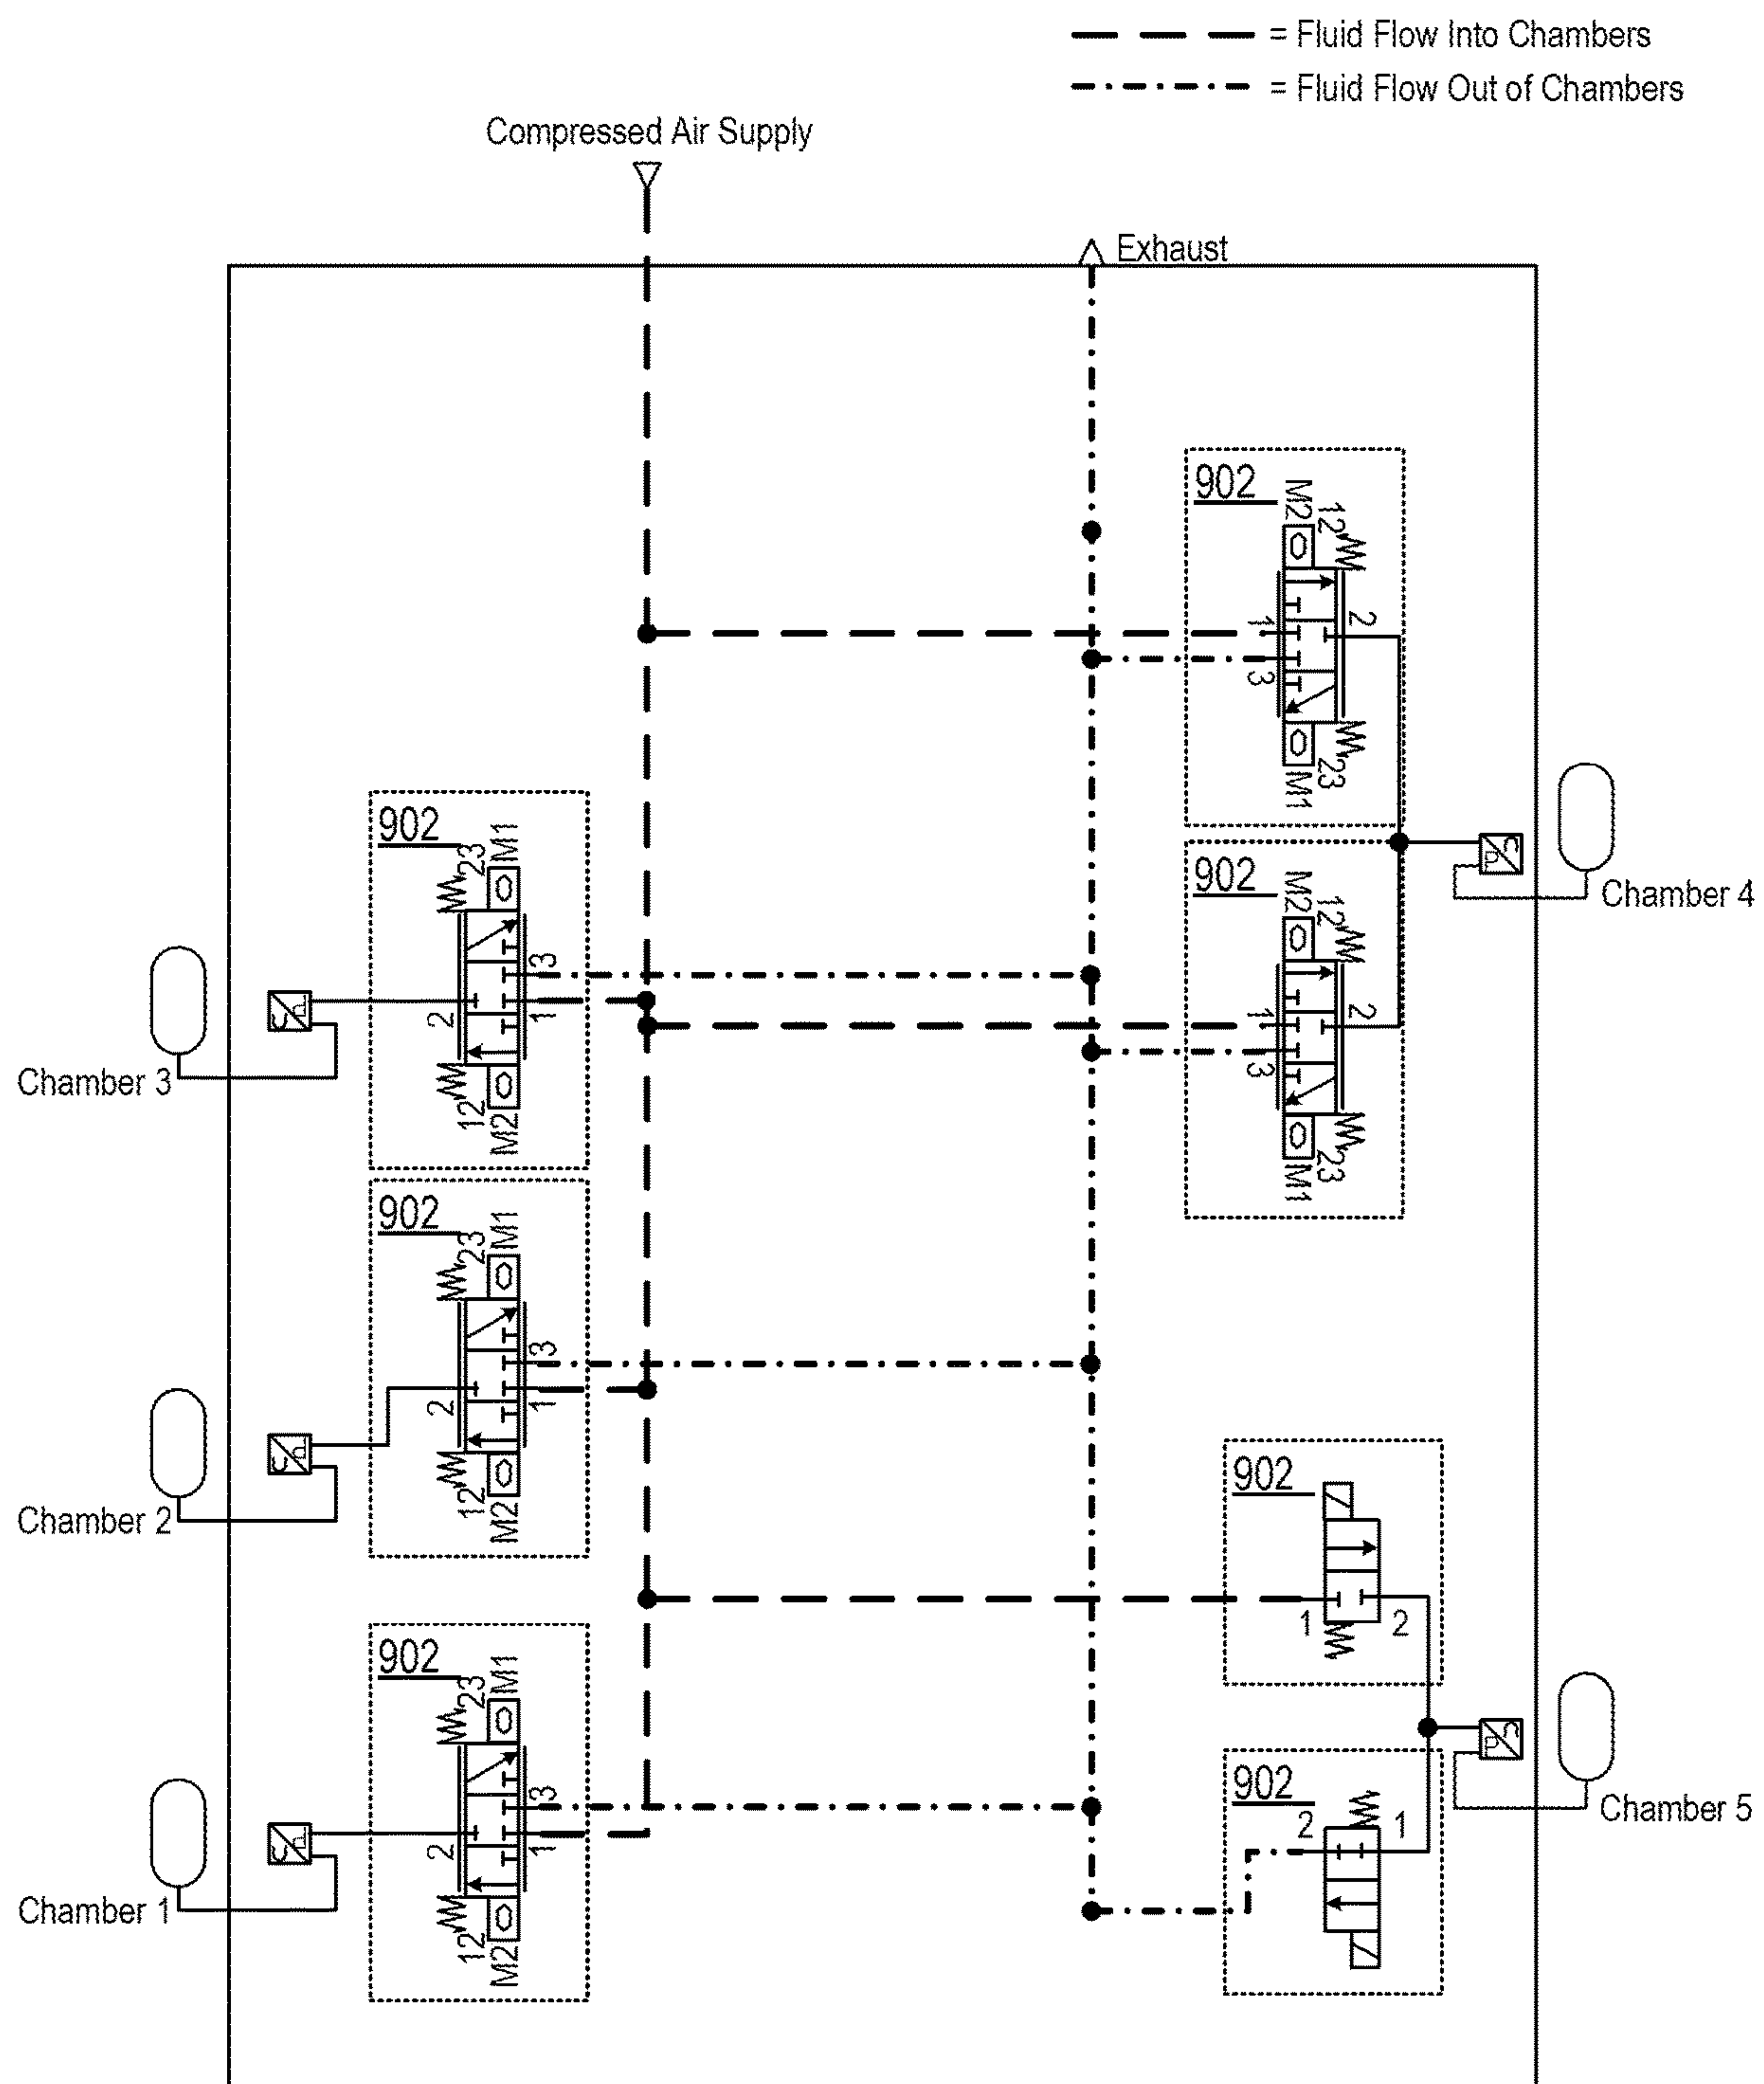 = Fluid Flow Into Chambers
= Fluid Flow Out of Chambers
Compressed Air Supply
Exhaust
902
M2
12
1
2
3
23
M1
902
M2
12
1
2
3
23
M1
Chamber 4
902
23
M1
3
2
1
12
M2
Chamber 3
902
23
M1
3
2
1
12
M2
Chamber 2
902
1
2
902
2
1
Chamber 5
902
23
M1
3
2
1
12
M2
Chamber 1